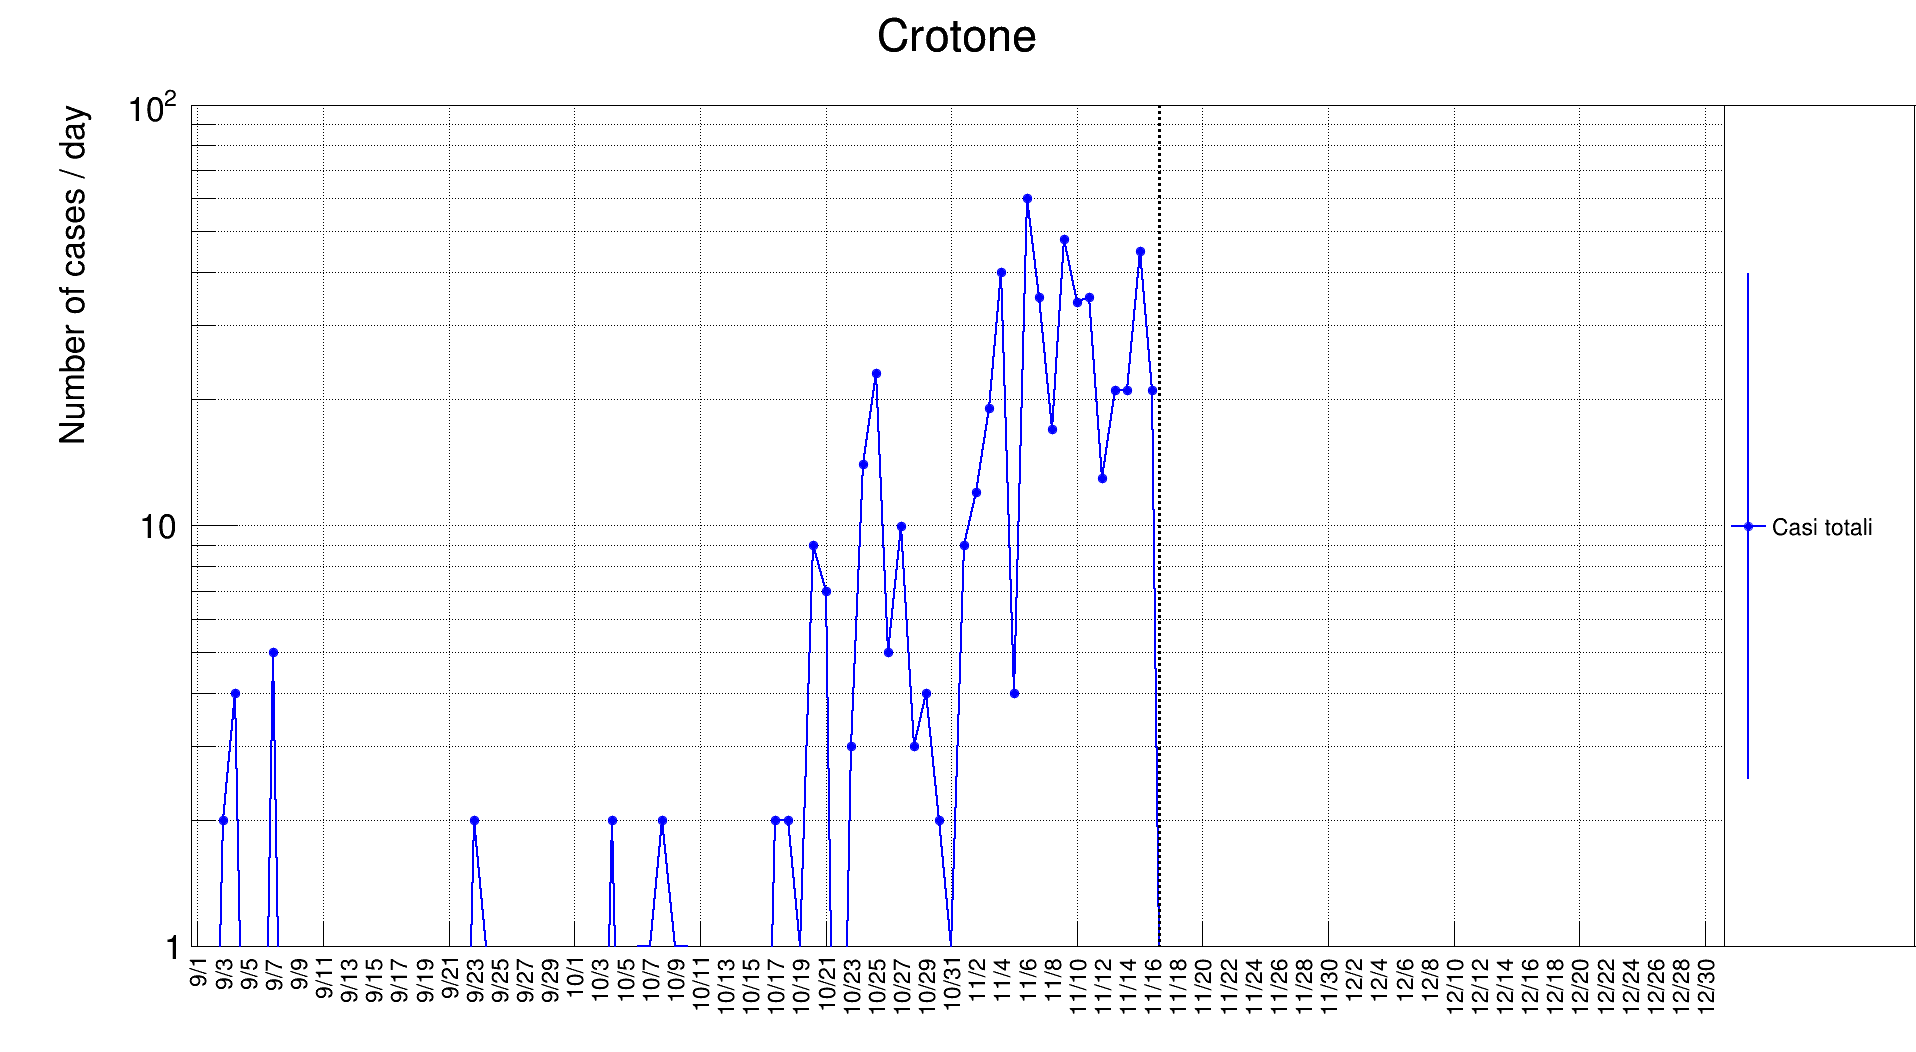 Crotone
Number of cases / day
10²
10
1
9/1 9/3 9/5 9/7 9/9 9/11 9/13 9/15 9/17 9/19 9/21 9/23 9/25 9/27 9/29 10/1 10/3 10/5 10/7 10/9 10/11 10/13 10/15 10/17 10/19 10/21 10/23 10/25 10/27 10/29 10/31 11/2 11/4 11/6 11/8 11/10 11/12 11/14 11/16 11/18 11/20 11/22 11/24 11/26 11/28 11/30 12/2 12/4 12/6 12/8 12/10 12/12 12/14 12/16 12/18 12/20 12/22 12/24 12/26 12/28 12/30
Casi totali